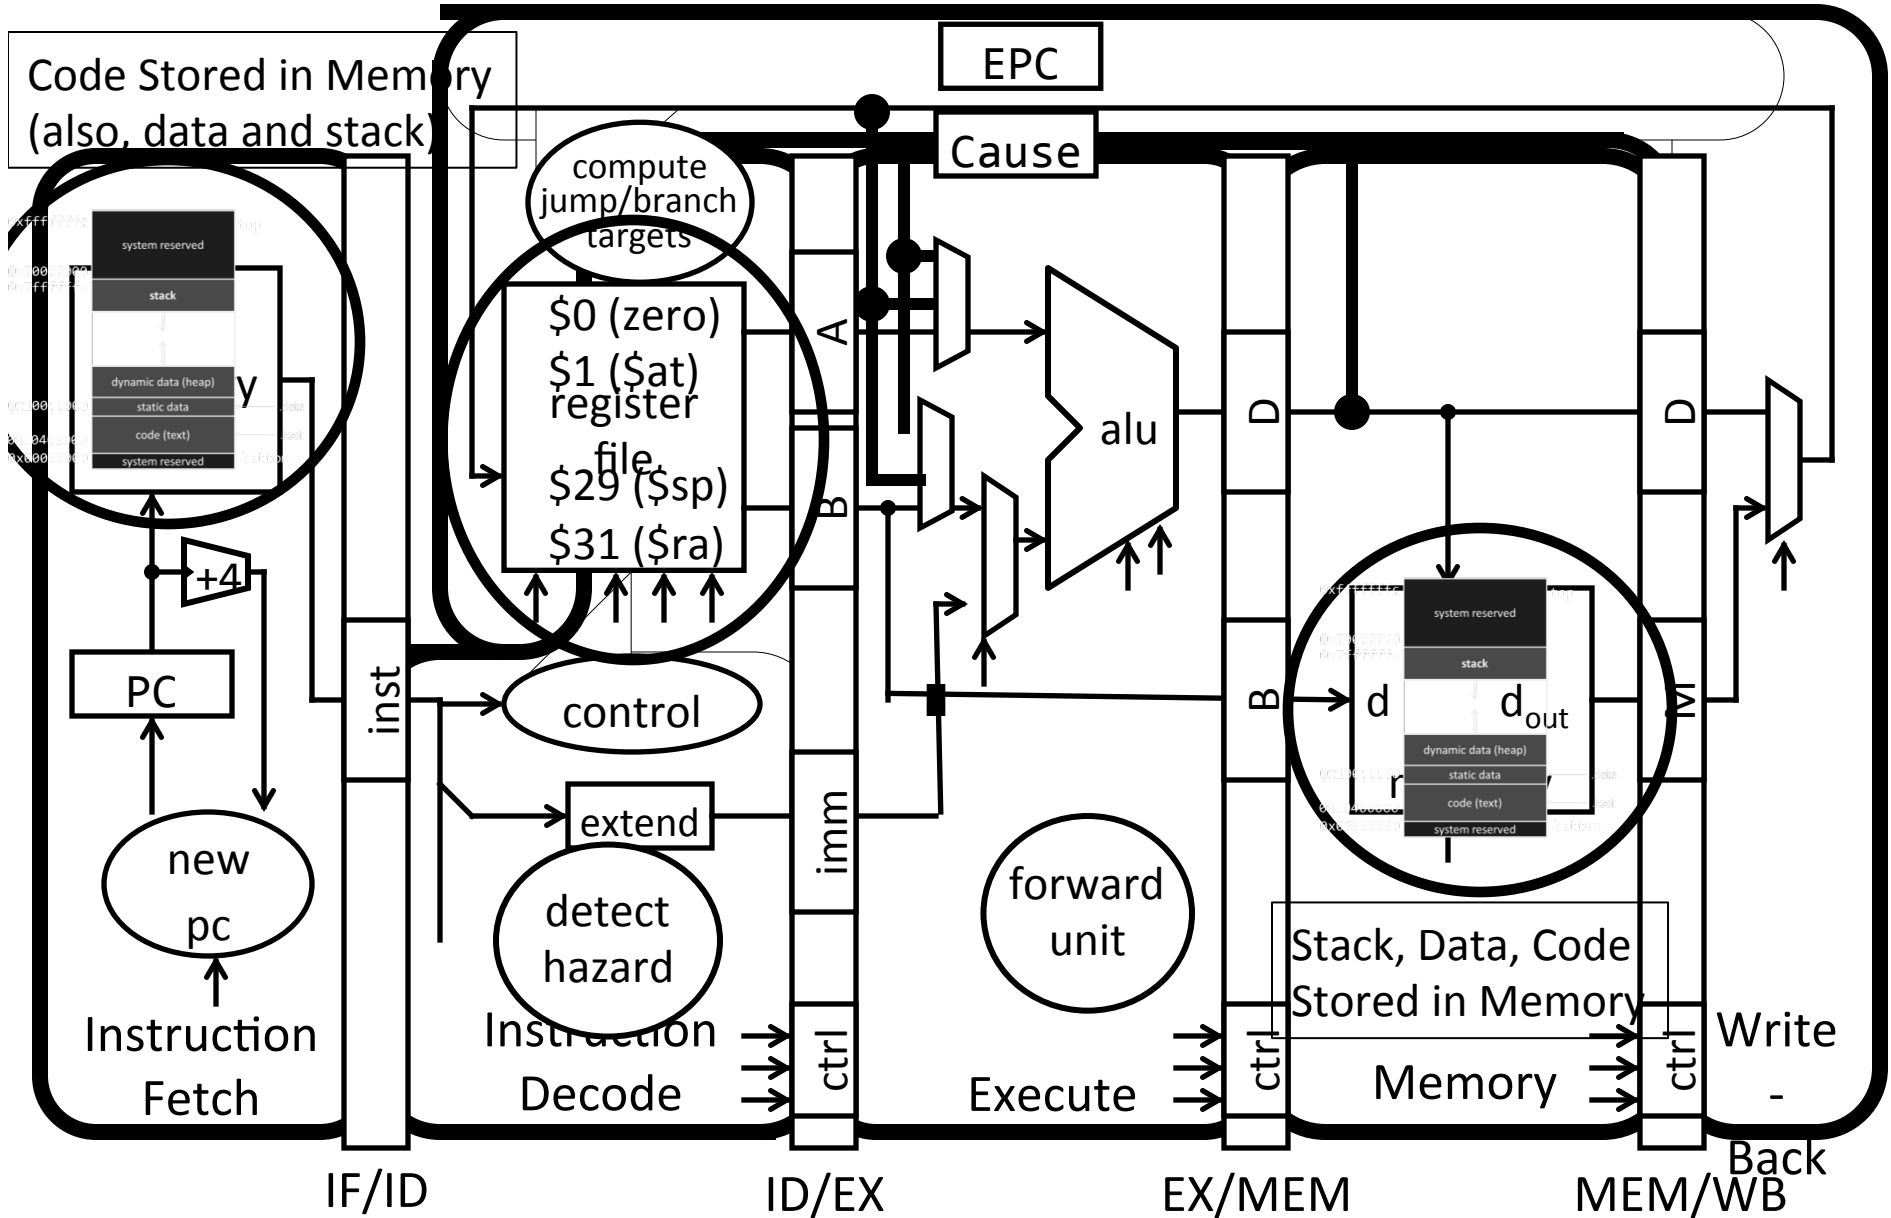 EPC
Code Stored in Memory
(also, data and stack)
Cause
compute
jump/branch
targets
system reserved
stack
dynamic data (heap)
static data
code (text)
system reserved
y
+4
PC
new
pc
Instruction
Fetch
IF/ID
inst
$0 (zero)
$1 ($at)
register
file
$29 ($sp)
$31 ($ra)
control
extend
detect
hazard
Instruction
Decode
ID/EX
A
B
imm
ctrl
alu
forward
unit
Execute
EX/MEM
D
B
ctrl
system reserved
stack
d
dout
dynamic data (heap)
static data
code (text)
system reserved
Stack, Data, Code
Stored in Memory
Memory
MEM/WB
D
M
ctrl
Write
-
Back